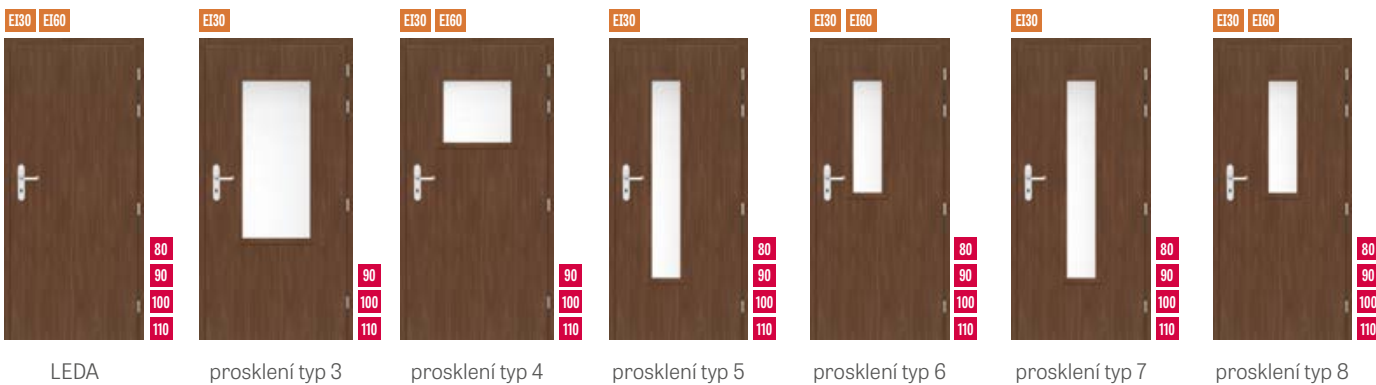 EI30 EI60 EI30 EI30 EI60 EI30 EI30 EI60 EI30 EI30 EI60
80 80 80 80 80
90 90 90 90 90 90 90
100 100 100 100 100 100 100
110 110 110 110 110 110 110
LEDA prosklení typ 3 prosklení typ 4 prosklení typ 5 prosklení typ 6 prosklení typ 7 prosklení typ 8